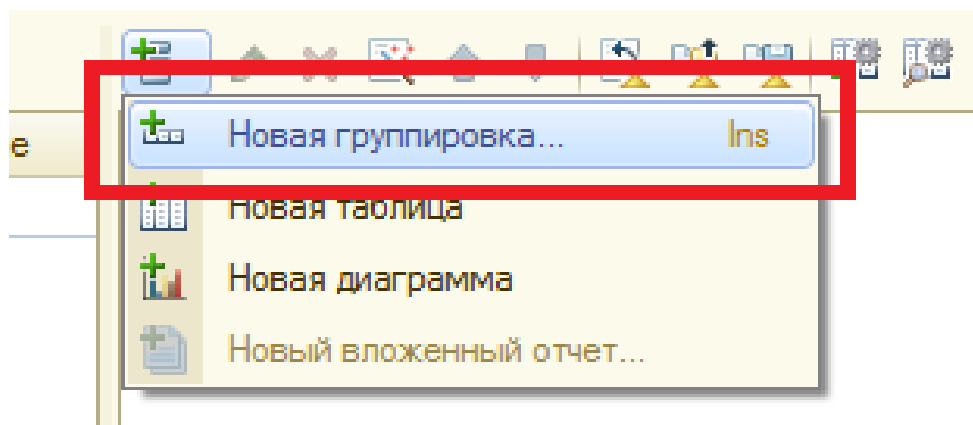 е
Новая группировка... Ins
Новая таблица
Новая диаграмма
Новый вложенный отчет...